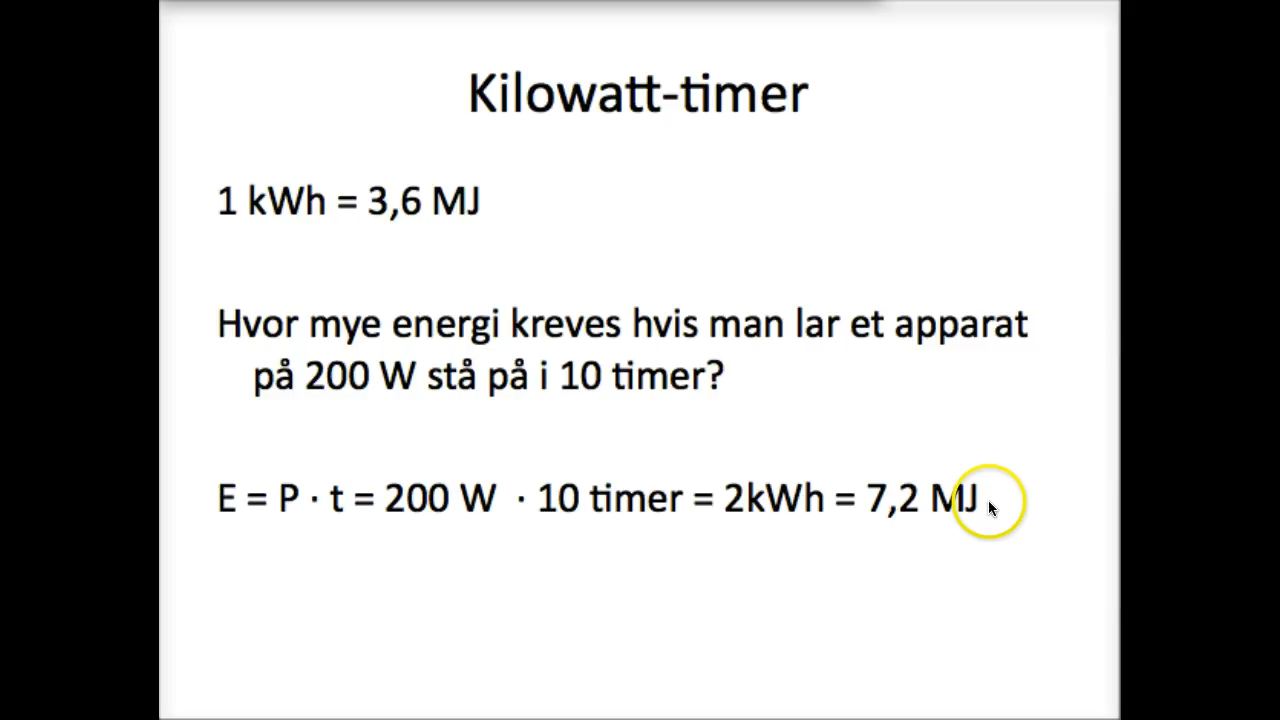 Kilowatt-timer
1 kWh = 3,6 MJ
Hvor mye energi kreves hvis man lar et apparat
på 200 W stå på i 10 timer?
E = P · t = 200 W · 10 timer = 2kWh = 7,2 MJ